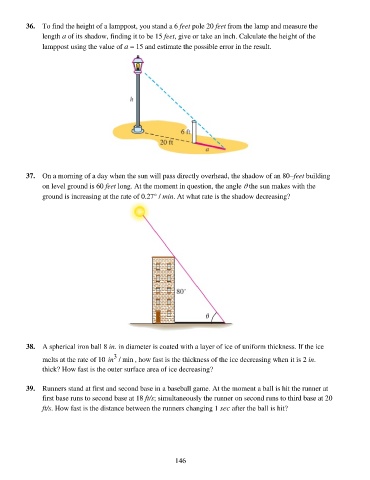 36. To find the height of a lamppost, you stand a 6 feet pole 20 feet from the lamp and measure the
length a of its shadow, finding it to be 15 feet, give or take an inch. Calculate the height of the
lamppost using the value of a = 15 and estimate the possible error in the result.
h
6 ft
20 ft
a
37. On a morning of a day when the sun will pass directly overhead, the shadow of an 80–feet building
on level ground is 60 feet long. At the moment in question, the angle θ the sun makes with the
ground is increasing at the rate of 0.27° / min. At what rate is the shadow decreasing?
80'
θ
38. A spherical iron ball 8 in. in diameter is coated with a layer of ice of uniform thickness. If the ice
melts at the rate of 10 in³ / min, how fast is the thickness of the ice decreasing when it is 2 in.
thick? How fast is the outer surface area of ice decreasing?
39. Runners stand at first and second base in a baseball game. At the moment a ball is hit the runner at
first base runs to second base at 18 ft/s; simultaneously the runner on second runs to third base at 20
ft/s. How fast is the distance between the runners changing 1 sec after the ball is hit?
146